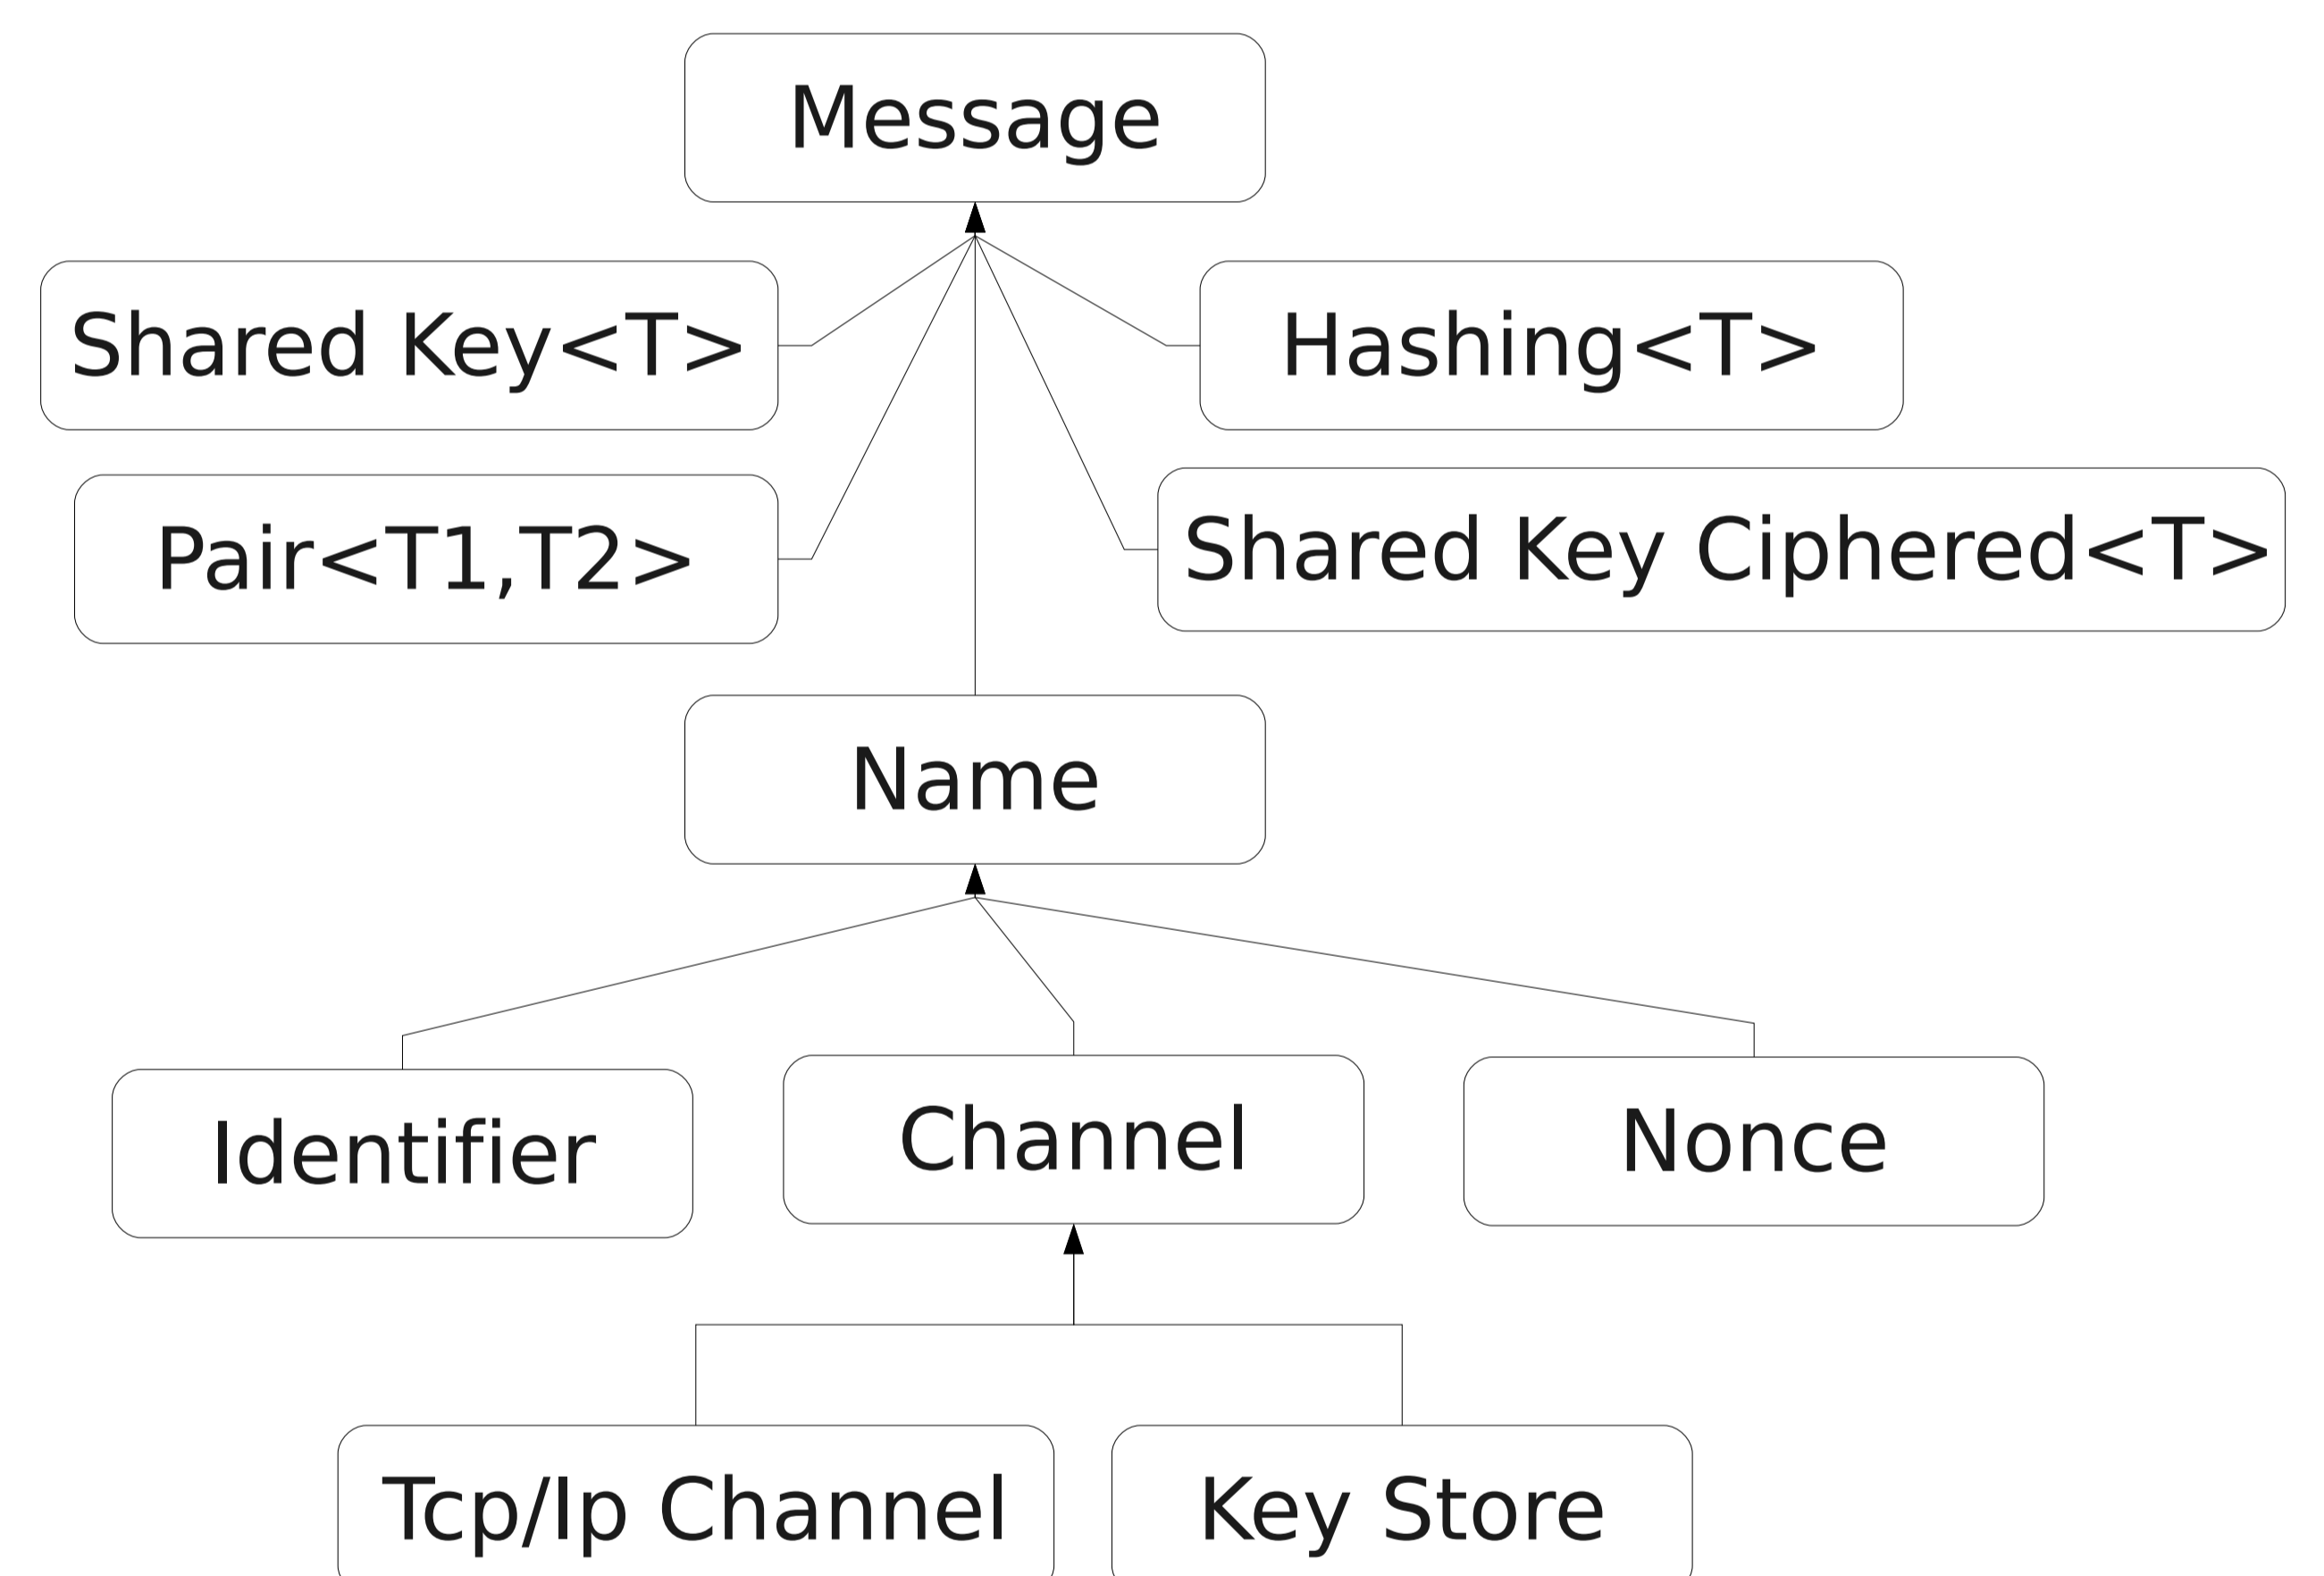 Message
Shared Key<T>
Hashing<T>
Pair<T1,T2>
Shared Key Ciphered<T>
Name
Identifier
Channel
Nonce
Tcp/Ip Channel
Key Store